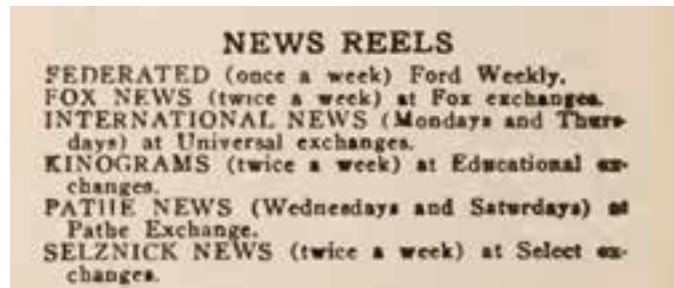 NEWS REELS
FEDERATED (once a week) Ford Weekly.
FOX NEWS (twice a week) at Fox exchanges.
INTERNATIONAL NEWS (Mondays and Thurs-
days) at Universal exchanges.
KINOGRAMS (twice a week) at Educational ex-
changes.
PATHE NEWS (Wednesdays and Saturdays) at
Pathe Exchange.
SELZNICK NEWS (twice a week) at Select ex-
changes.